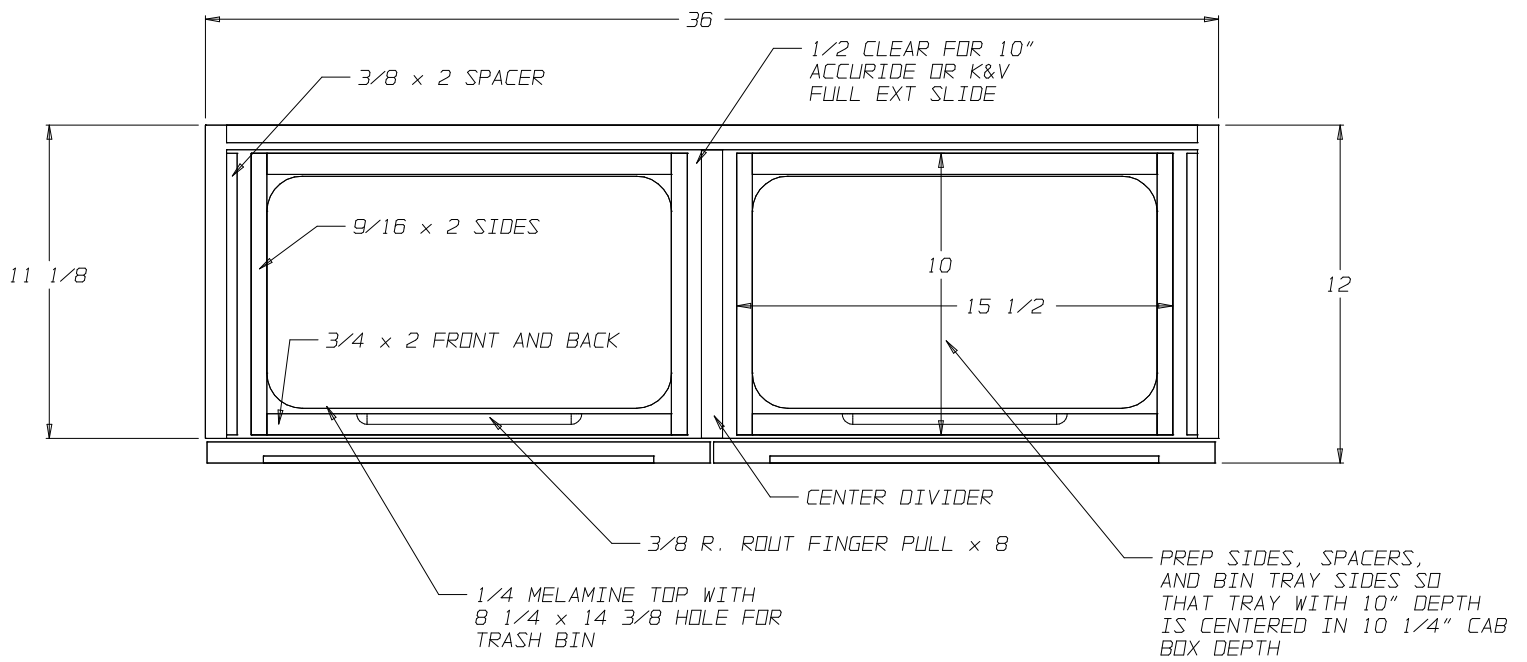 36
1/2 CLEAR FOR 10"
ACCURIDE OR K&V
FULL EXT SLIDE
3/8 x 2 SPACER
9/16 x 2 SIDES
11 1/8
10
12
15 1/2
3/4 x 2 FRONT AND BACK
CENTER DIVIDER
3/8 R. ROUT FINGER PULL x 8
1/4 MELAMINE TOP WITH
8 1/4 x 14 3/8 HOLE FOR
TRASH BIN
PREP SIDES, SPACERS,
AND BIN TRAY SIDES SO
THAT TRAY WITH 10" DEPTH
IS CENTERED IN 10 1/4" CAB
BOX DEPTH